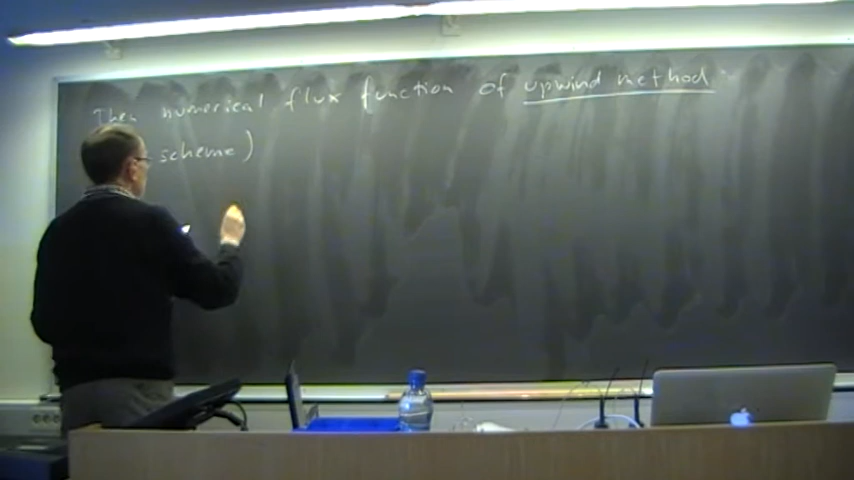 Then numerical flux function of upwind method
scheme)